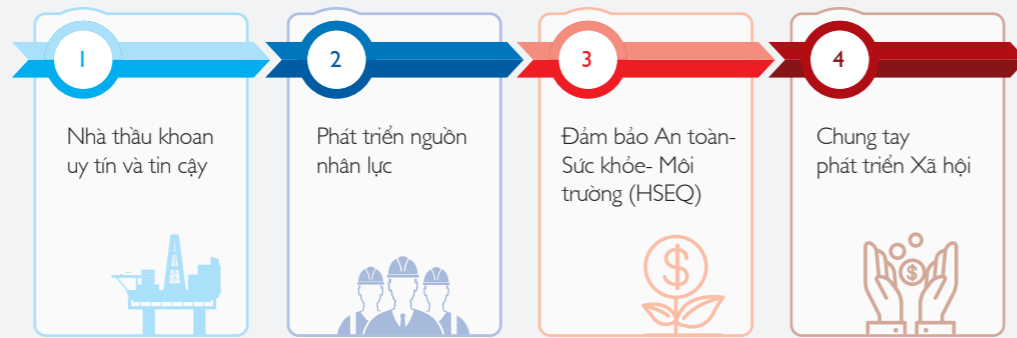 1
Nhà thầu khoan
uy tín và tin cậy
2
Phát triển nguồn
nhân lực
3
Đảm bảo An toàn-
Sức khỏe- Môi
trường (HSEQ)
4
Chung tay
phát triển Xã hội
$
$